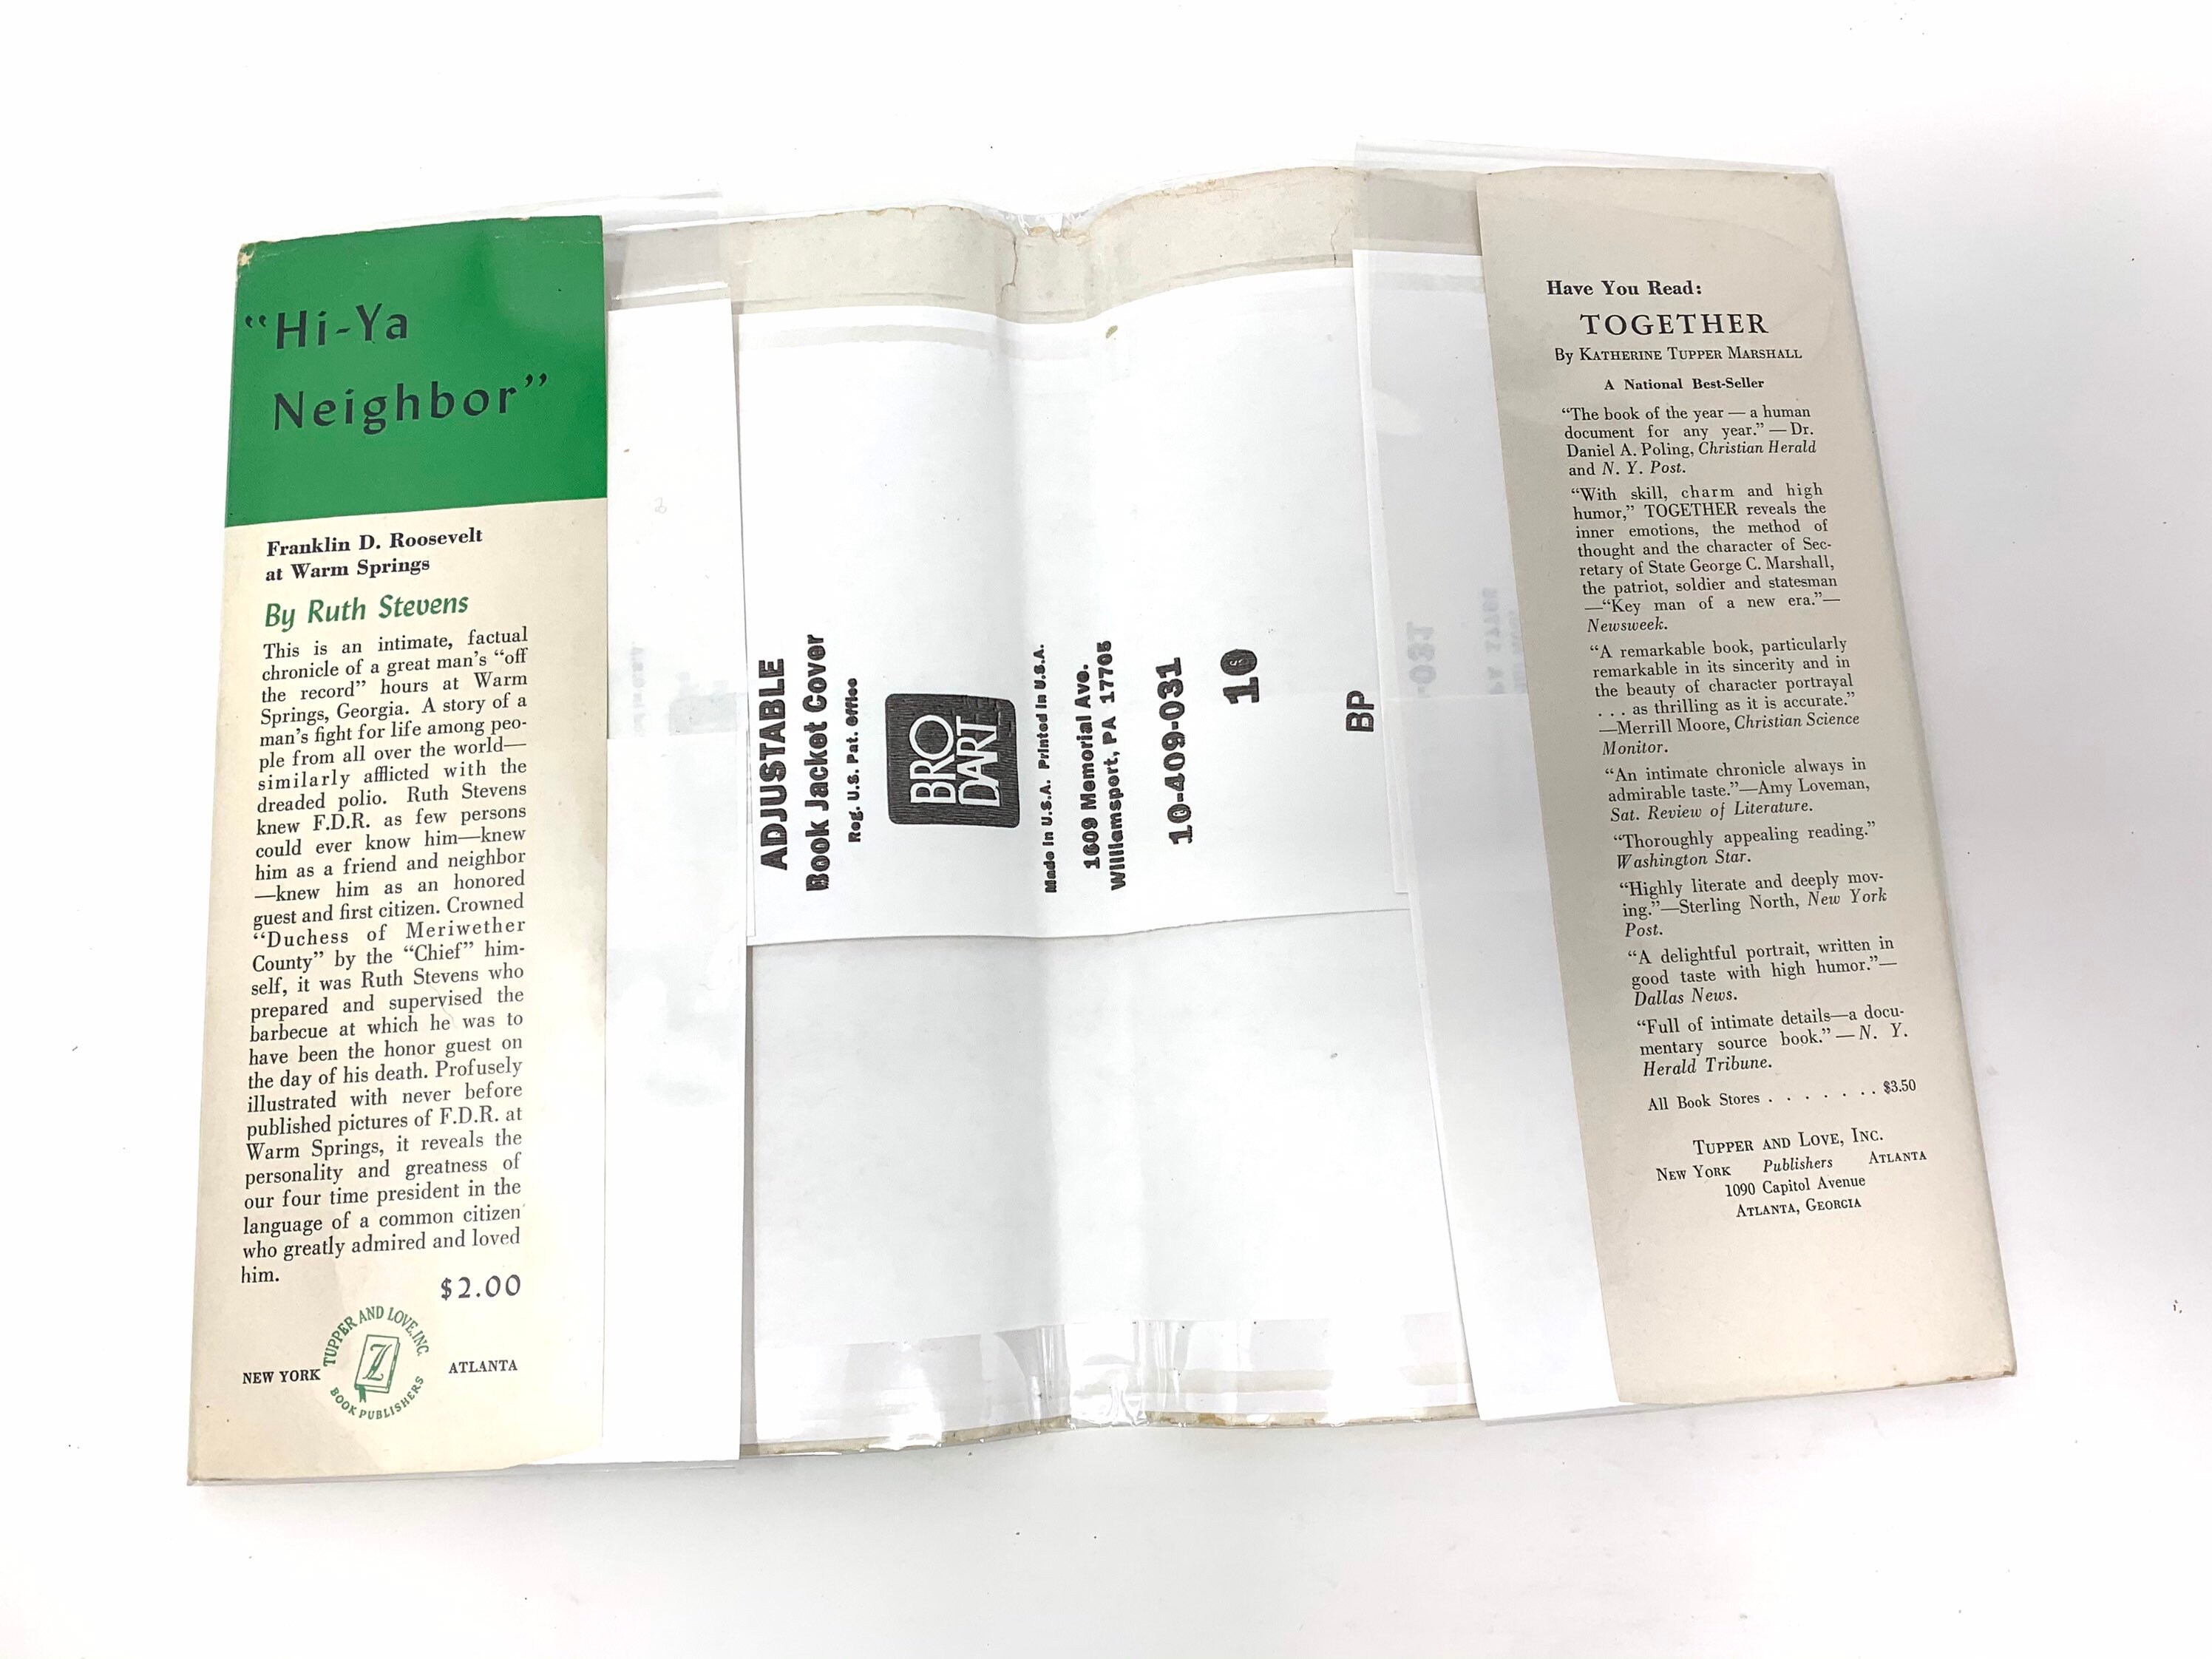 “Hi-Ya
Neighbor”
Franklin D. Roosevelt
at Warm Springs
By Ruth Stevens
This is an intimate, factual
chronicle of a great man's “off
the record” hours at Warm
Springs, Georgia. A story of a
man's fight for life among peo-
ple from all over the world—
similarly afflicted with the
dreaded polio. Ruth Stevens
knew F.D.R. as few persons
could ever know him—knew
him as a friend and neighbor
—knew him as an honored
guest and first citizen. Crowned
“Duchess of Meriwether
County” by the “Chief” him-
self, it was Ruth Stevens who
prepared and supervised the
barbecue at which he was to
have been the honor guest on
the day of his death. Profusely
illustrated with never before
published pictures of F.D.R. at
Warm Springs, it reveals the
personality and greatness of
our four time president in the
language of a common citizen
who greatly admired and loved
him.
$2.00
NEW YORK
TUPPER AND LOVE, INC.
BOOK PUBLISHERS
ATLANTA
ADJUSTABLE
Book Jacket Cover
Reg. U.S. Pat. Office
BRO
DART
Made in U.S.A. Printed in U.S.A.
1609 Memorial Ave.
Williamsport, PA 17705
10-409-031
10
BP
Have You Read:
TOGETHER
By KATHERINE TUPPER MARSHALL
A National Best-Seller
“The book of the year — a human
document for any year.” — Dr.
Daniel A. Poling, Christian Herald
and N. Y. Post.
“With skill, charm and high
humor,” TOGETHER reveals the
inner emotions, the method of
thought and the character of Sec-
retary of State George C. Marshall,
the patriot, soldier and statesman
—“Key man of a new era.”—
Newsweek.
“A remarkable book, particularly
remarkable in its sincerity and in
the beauty of character portrayal
. . . as thrilling as it is accurate.”
—Merrill Moore, Christian Science
Monitor.
“An intimate chronicle always in
admirable taste.”—Amy Loveman,
Sat. Review of Literature.
“Thoroughly appealing reading.”
Washington Star.
“Highly literate and deeply mov-
ing.”—Sterling North, New York
Post.
“A delightful portrait, written in
good taste with high humor.”—
Dallas News.
“Full of intimate details—a docu-
mentary source book.” — N. Y.
Herald Tribune.
All Book Stores . . . . . . . $3.50
TUPPER AND LOVE, INC.
NEW YORK Publishers ATLANTA
1090 Capitol Avenue
ATLANTA, GEORGIA